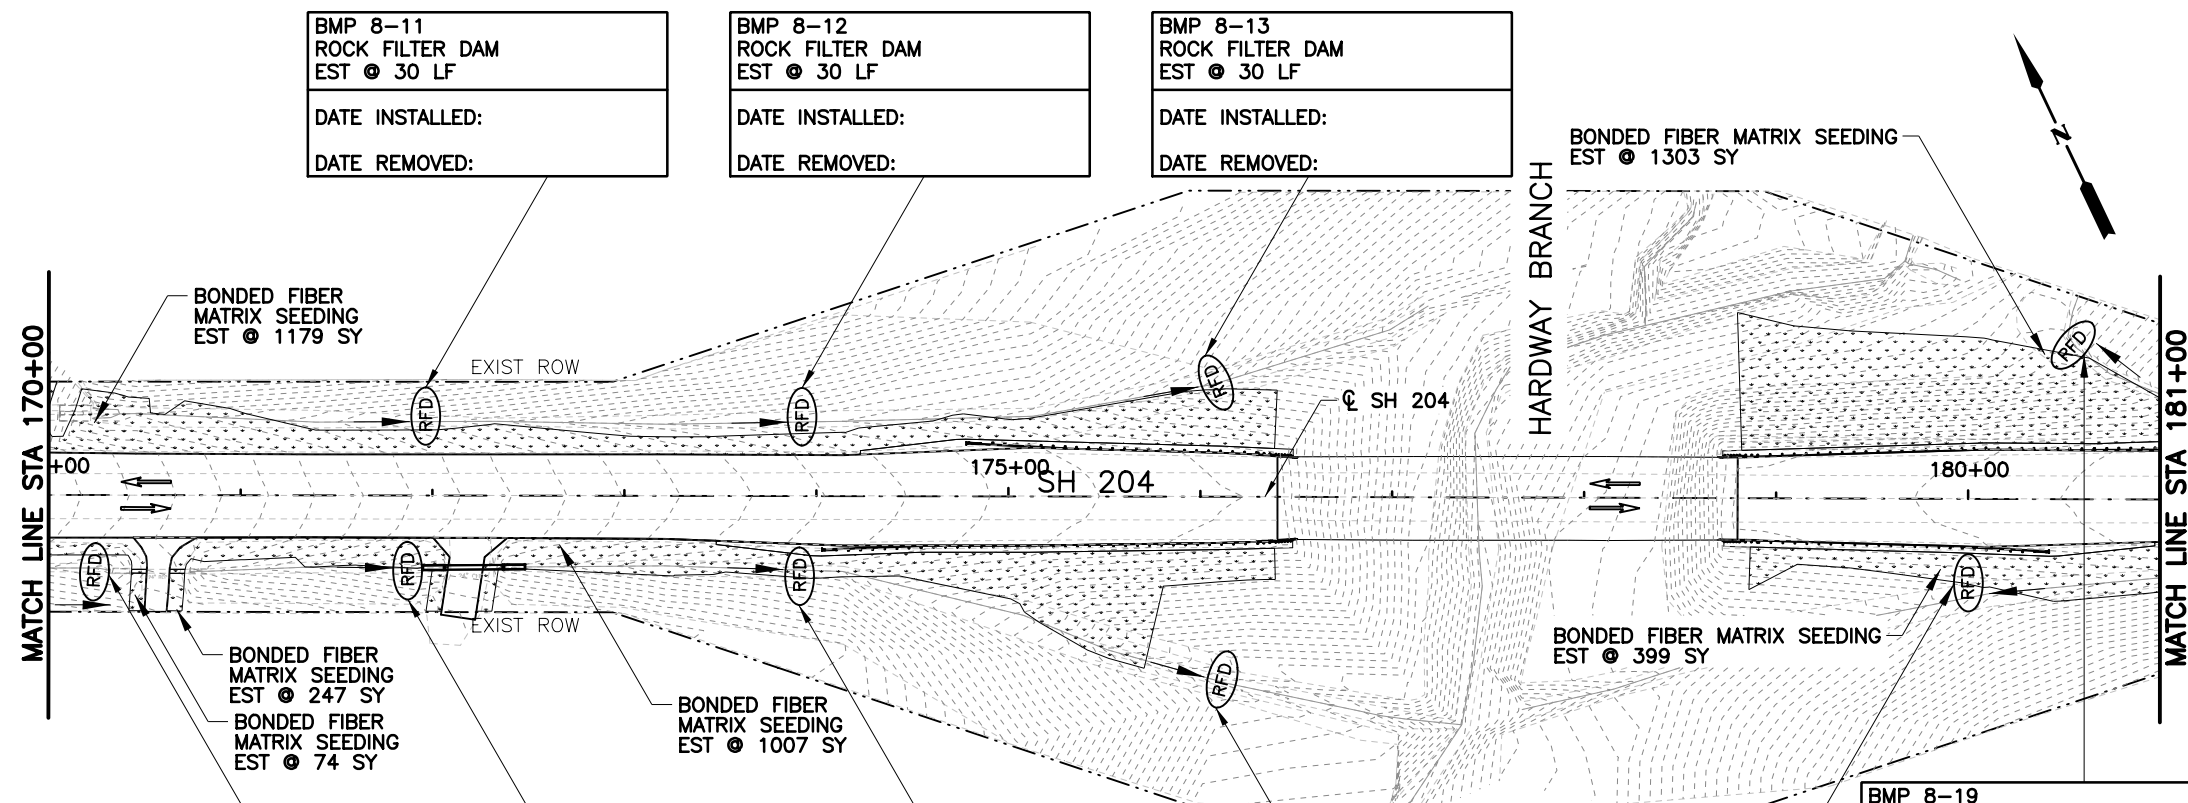 BMP 8-11
ROCK FILTER DAM
EST @ 30 LF
DATE INSTALLED:
DATE REMOVED:
BMP 8-12
ROCK FILTER DAM
EST @ 30 LF
DATE INSTALLED:
DATE REMOVED:
BMP 8-13
ROCK FILTER DAM
EST @ 30 LF
DATE INSTALLED:
DATE REMOVED:
BONDED FIBER MATRIX SEEDING
EST @ 1303 SY
N
HARDWAY BRANCH
BONDED FIBER
MATRIX SEEDING
EST @ 1179 SY
EXIST ROW
RFD
RFD
RFD
RFD
℄ SH 204
MATCH LINE STA 170+00
+00
175+00
SH 204
180+00
MATCH LINE STA 181+00
RFD
RFD
RFD
RFD
RFD
EXIST ROW
BONDED FIBER MATRIX SEEDING
EST @ 399 SY
BONDED FIBER
MATRIX SEEDING
EST @ 247 SY
BONDED FIBER
MATRIX SEEDING
EST @ 74 SY
BONDED FIBER
MATRIX SEEDING
EST @ 1007 SY
BMP 8-19